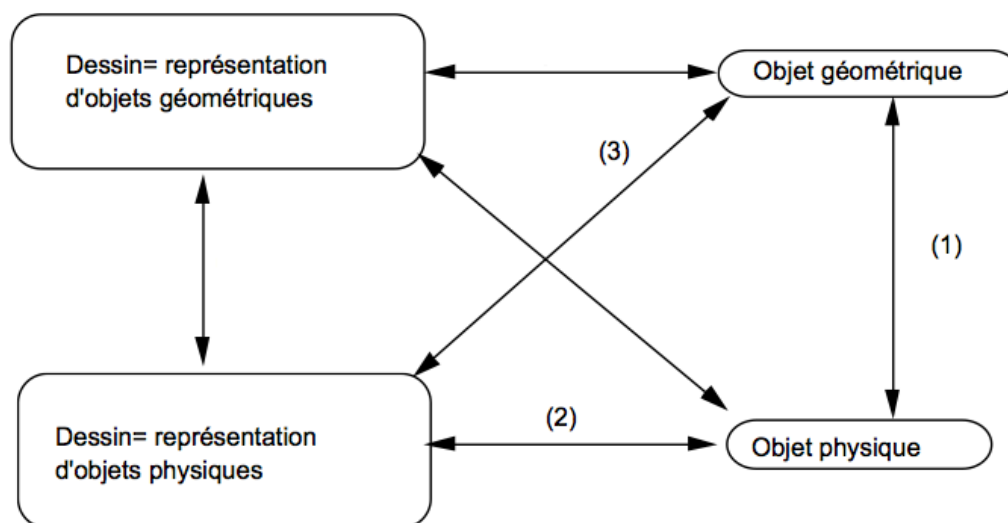 Dessin= représentation
d'objets géométriques
Objet géométrique
(3)
(1)
Dessin= représentation
d'objets physiques
(2)
Objet physique